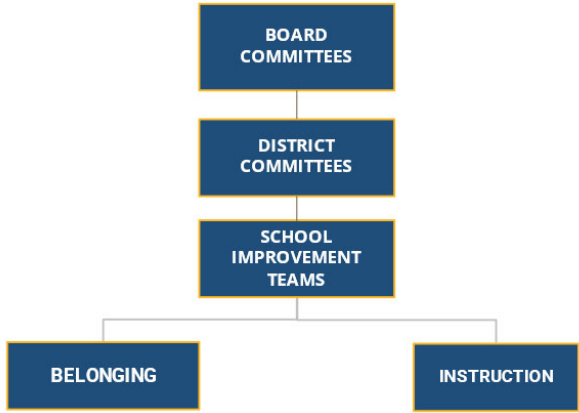 BOARD
COMMITTEES
DISTRICT
COMMITTEES
SCHOOL
IMPROVEMENT
TEAMS
BELONGING
INSTRUCTION